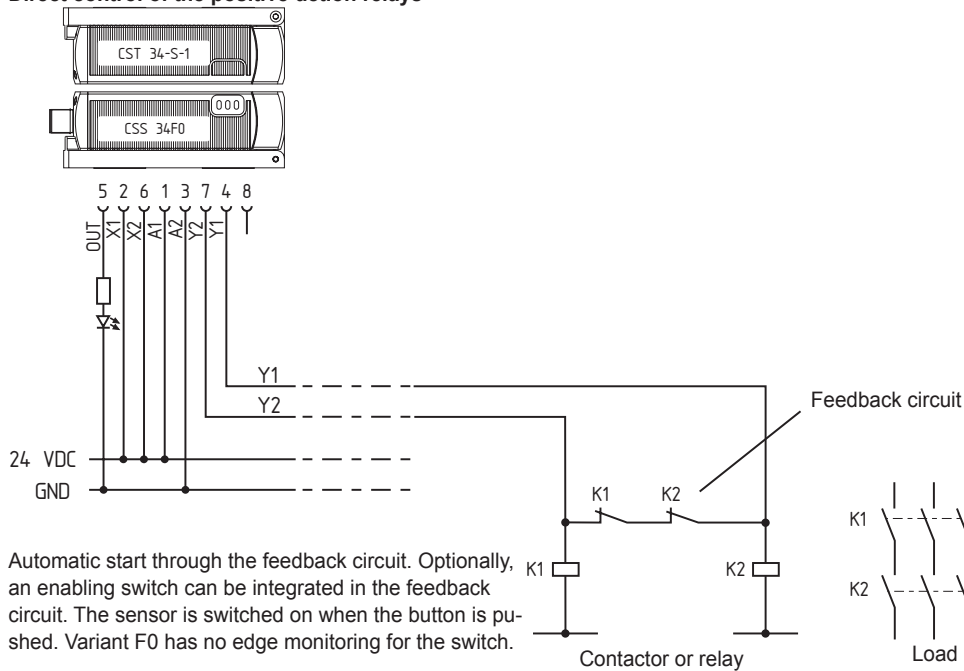 Direct control of the positive action relays
CST 34-S-1
CSS 34F0
5 2 6 1 3 7 4 8
OUT X1 X2 A1 A2 Y2 Y1
Y1
Y2
Feedback circuit
24 VDC
GND
K1 K2
K1
K2
K1
K2
Automatic start through the feedback circuit. Optionally,
an enabling switch can be integrated in the feedback
circuit. The sensor is switched on when the button is pu-
shed. Variant F0 has no edge monitoring for the switch.
Contactor or relay
Load